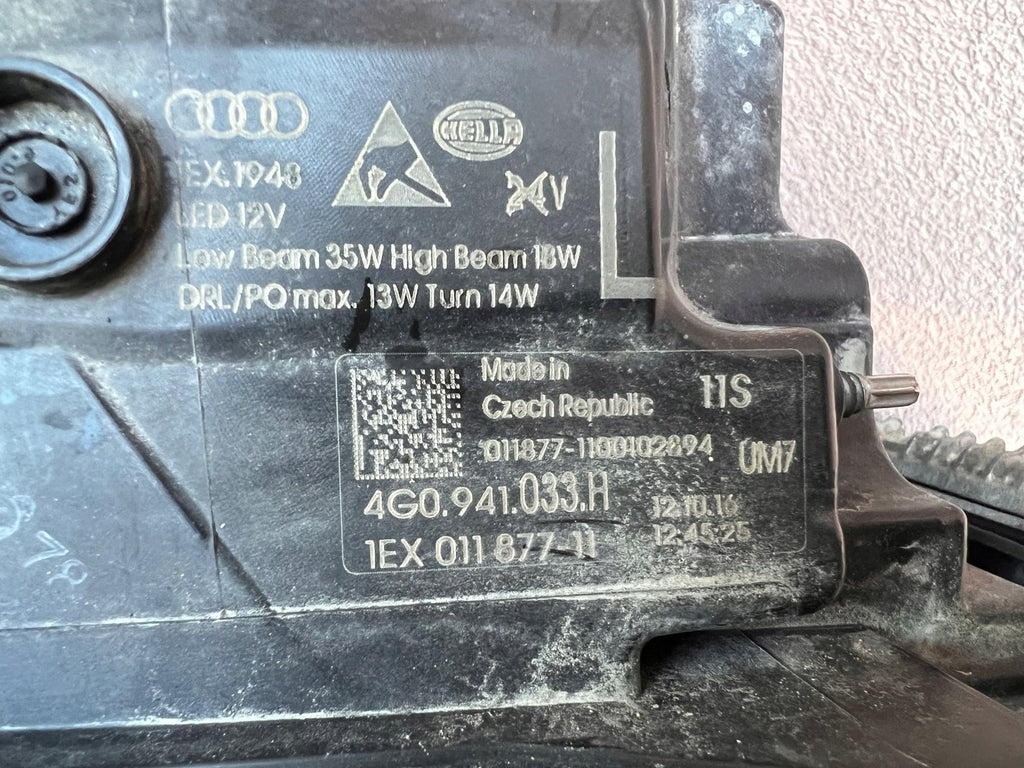 HELLA
1EX.1948
24V
LED 12V
Low Beam 35W High Beam 18W
DRL/PO max. 13W Turn 14W
L
Made in
Czech Republic
11S
011877-1100102894
UM7
4G0.941.033.H
12.10.16
1EX 011 877-11
12:45:25